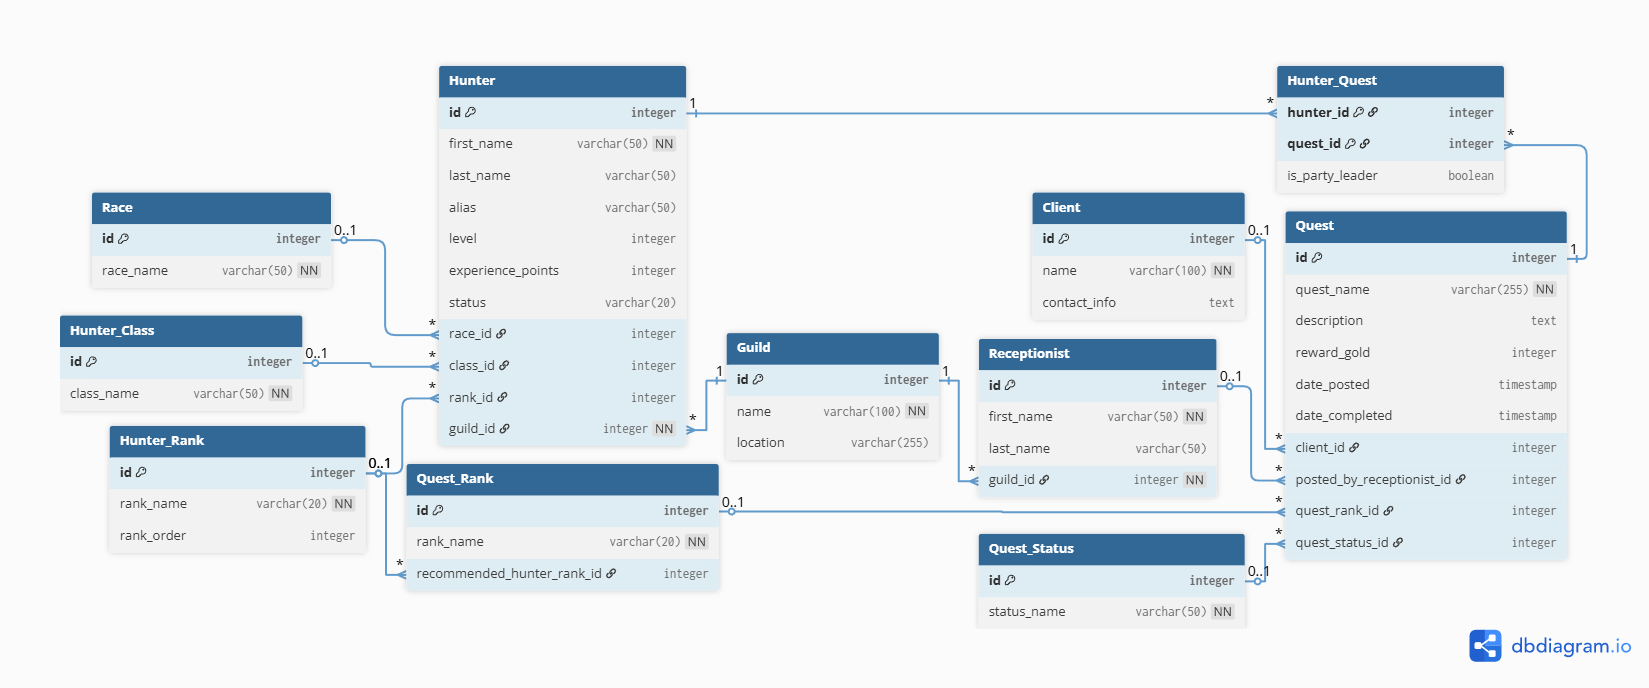 Hunter
id integer
first_name varchar(50) NN
last_name varchar(50)
alias varchar(50)
level integer
experience_points integer
status varchar(20)
race_id integer
class_id integer
rank_id integer
guild_id integer NN
1
*
*
*
*
Hunter_Quest
hunter_id integer
quest_id integer
is_party_leader boolean
*
*
Race
id integer
race_name varchar(50) NN
0..1
Hunter_Class
id integer
class_name varchar(50) NN
0..1
Hunter_Rank
id integer
rank_name varchar(20) NN
rank_order integer
0..1
Quest_Rank
id integer
rank_name varchar(20) NN
recommended_hunter_rank_id integer
0..1
*
Guild
id integer
name varchar(100) NN
location varchar(255)
1
1
Client
id integer
name varchar(100) NN
contact_info text
0..1
Receptionist
id integer
first_name varchar(50) NN
last_name varchar(50)
guild_id integer NN
0..1
*
Quest_Status
id integer
status_name varchar(50) NN
0..1
Quest
id integer
quest_name varchar(255) NN
description text
reward_gold integer
date_posted timestamp
date_completed timestamp
client_id integer
posted_by_receptionist_id integer
quest_rank_id integer
quest_status_id integer
1
*
*
*
*
dbdiagram.io